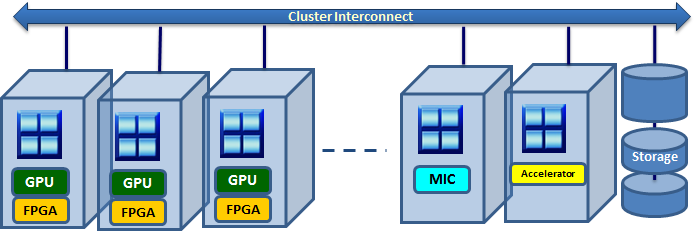 Cluster Interconnect
GPU
FPGA
GPU
FPGA
GPU
FPGA
MIC
Accelerator
Storage